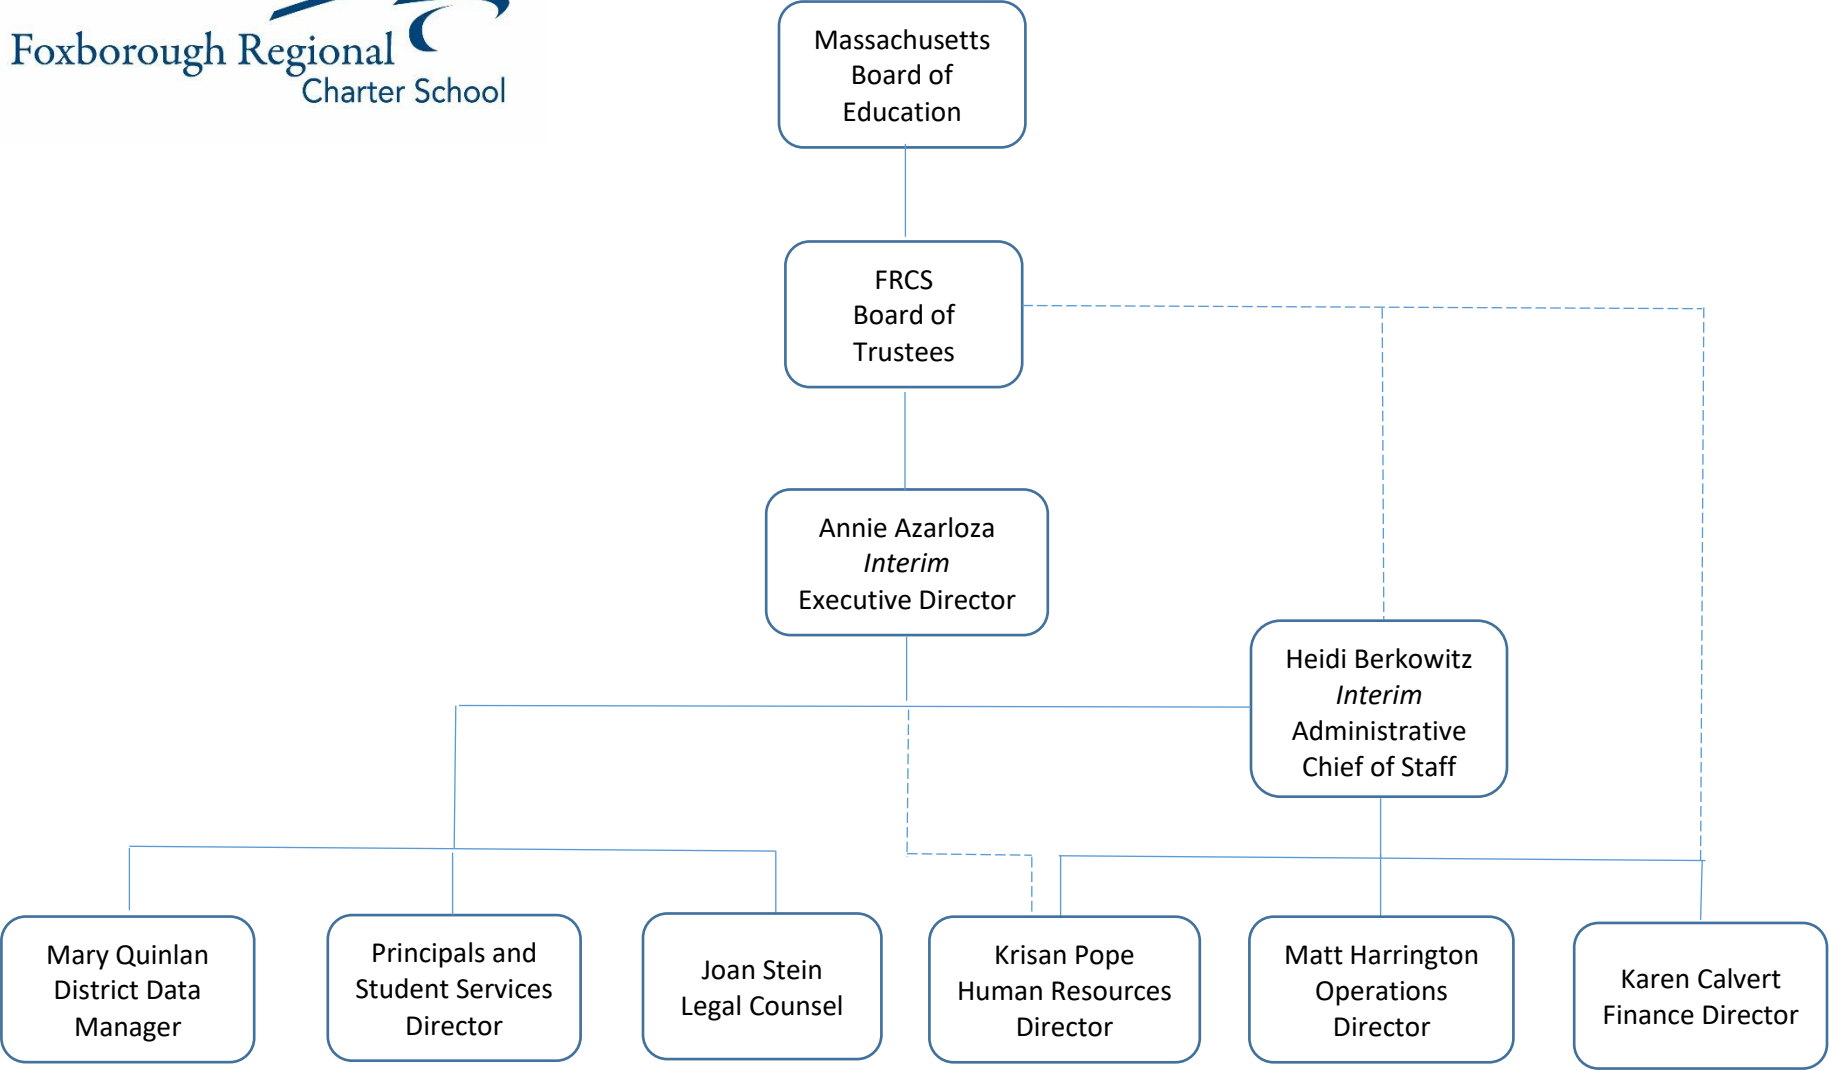 Foxborough Regional
Charter School
Massachusetts
Board of
Education
FRCS
Board of
Trustees
Annie Azarloza
Interim
Executive Director
Heidi Berkowitz
Interim
Administrative
Chief of Staff
Mary Quinlan
District Data
Manager
Principals and
Student Services
Director
Joan Stein
Legal Counsel
Krisan Pope
Human Resources
Director
Matt Harrington
Operations
Director
Karen Calvert
Finance Director